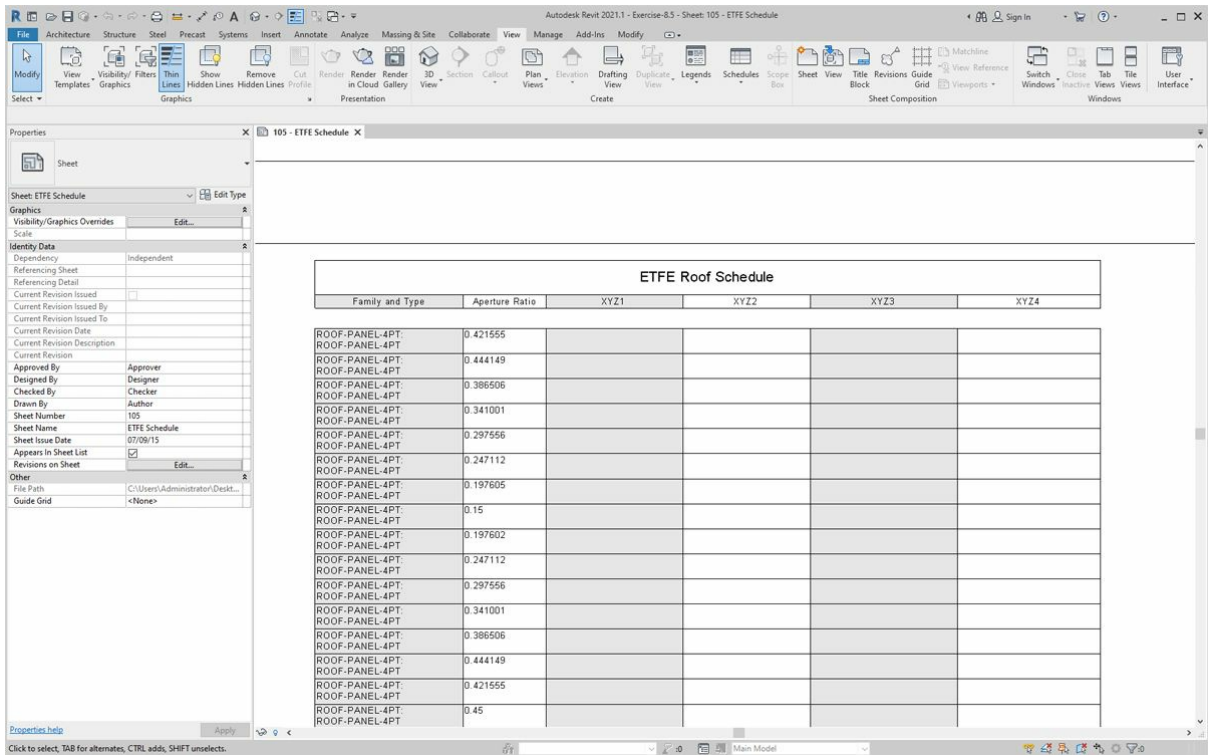 Autodesk Revit 2021.1 - Exercise-8.5 - Sheet: 105 - ETFE Schedule
Sign In
File Architecture Structure Steel Precast Systems Insert Annotate Analyze Massing & Site Collaborate View Manage Add-Ins Modify
Modify
View Templates
Visibility/ Graphics
Filters
Thin Lines
Show Hidden Lines
Remove Hidden Lines
Cut Profile
Render
Render in Cloud
Render Gallery
3D View
Section
Callout
Plan Views
Elevation
Drafting View
Duplicate View
Legends
Schedules
Scope Box
Sheet
View
Title Block
Revisions
Guide Grid
Matchline
View Reference
Viewports
Switch Windows
Close Inactive
Tab Views
Tile Views
User Interface
Select Graphics Presentation Create Sheet Composition Windows
Properties
105 - ETFE Schedule
Sheet
Sheet: ETFE Schedule Edit Type
Graphics
Visibility/Graphics Overrides Edit...
Scale
Identity Data
Dependency Independent
Referencing Sheet
Referencing Detail
Current Revision Issued
Current Revision Issued By
Current Revision Issued To
Current Revision Date
Current Revision Description
Current Revision
Approved By Approver
Designed By Designer
Checked By Checker
Drawn By Author
Sheet Number 105
Sheet Name ETFE Schedule
Sheet Issue Date 07/09/15
Appears In Sheet List
Revisions on Sheet Edit...
Other
File Path C:\Users\Administrator\Deskt...
Guide Grid <None>
ETFE Roof Schedule
Family and Type Aperture Ratio XYZ1 XYZ2 XYZ3 XYZ4
ROOF-PANEL-4PT: 0.421555
ROOF-PANEL-4PT
ROOF-PANEL-4PT: 0.444149
ROOF-PANEL-4PT
ROOF-PANEL-4PT: 0.386506
ROOF-PANEL-4PT
ROOF-PANEL-4PT: 0.341001
ROOF-PANEL-4PT
ROOF-PANEL-4PT: 0.297556
ROOF-PANEL-4PT
ROOF-PANEL-4PT: 0.247112
ROOF-PANEL-4PT
ROOF-PANEL-4PT: 0.197605
ROOF-PANEL-4PT
ROOF-PANEL-4PT: 0.15
ROOF-PANEL-4PT
ROOF-PANEL-4PT: 0.197602
ROOF-PANEL-4PT
ROOF-PANEL-4PT: 0.247112
ROOF-PANEL-4PT
ROOF-PANEL-4PT: 0.297556
ROOF-PANEL-4PT
ROOF-PANEL-4PT: 0.341001
ROOF-PANEL-4PT
ROOF-PANEL-4PT: 0.386506
ROOF-PANEL-4PT
ROOF-PANEL-4PT: 0.444149
ROOF-PANEL-4PT
ROOF-PANEL-4PT: 0.421555
ROOF-PANEL-4PT
ROOF-PANEL-4PT: 0.45
ROOF-PANEL-4PT
Properties help Apply
Click to select, TAB for alternates, CTRL adds, SHIFT unselects.
:0 Main Model :0